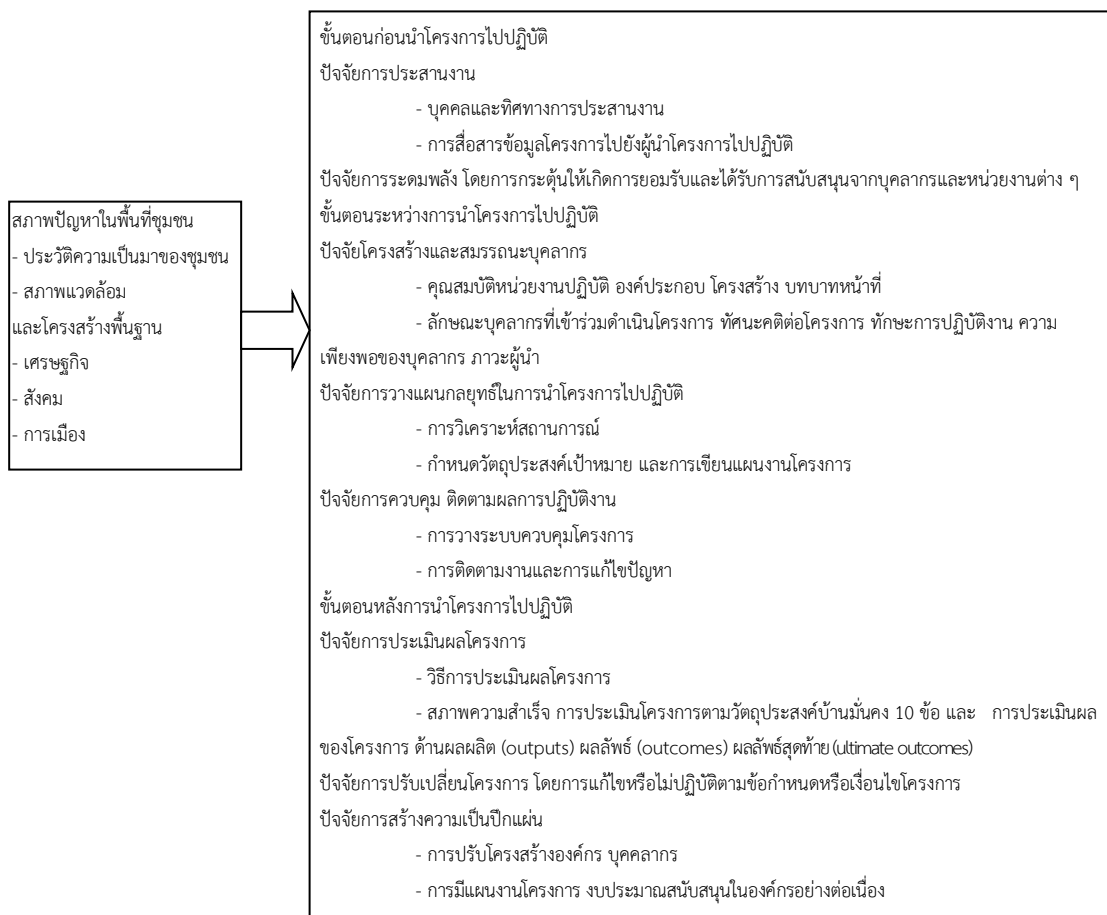 สภาพปัญหาในพื้นที่ชุมชน
- ประวัติความเป็นมาของชุมชน
- สภาพแวดล้อม
และโครงสร้างพื้นฐาน
- เศรษฐกิจ
- สังคม
- การเมือง
ขั้นตอนก่อนนำโครงการไปปฏิบัติ
ปัจจัยการประสานงาน
- บุคคลและทิศทางการประสานงาน
- การสื่อสารข้อมูลโครงการไปยังผู้นำโครงการไปปฏิบัติ
ปัจจัยการระดมพลัง โดยการกระตุ้นให้เกิดการยอมรับและได้รับการสนับสนุนจากบุคลากรและหน่วยงานต่าง ๆ
ขั้นตอนระหว่างการนำโครงการไปปฏิบัติ
ปัจจัยโครงสร้างและสมรรถนะบุคลากร
- คุณสมบัติหน่วยงานปฏิบัติ องค์ประกอบ โครงสร้าง บทบาทหน้าที่
- ลักษณะบุคลากรที่เข้าร่วมดำเนินโครงการ ทัศนะคติต่อโครงการ ทักษะการปฏิบัติงาน ความ
เพียงพอของบุคลากร ภาวะผู้นำ
ปัจจัยการวางแผนกลยุทธ์ในการนำโครงการไปปฏิบัติ
- การวิเคราะห์สถานการณ์
- กำหนดวัตถุประสงค์เป้าหมาย และการเขียนแผนงานโครงการ
ปัจจัยการควบคุม ติดตามผลการปฏิบัติงาน
- การวางระบบควบคุมโครงการ
- การติดตามงานและการแก้ไขปัญหา
ขั้นตอนหลังการนำโครงการไปปฏิบัติ
ปัจจัยการประเมินผลโครงการ
- วิธีการประเมินผลโครงการ
- สภาพความสำเร็จ การประเมินโครงการตามวัตถุประสงค์บ้านมั่นคง 10 ข้อ และ การประเมินผล
ของโครงการ ด้านผลผลิต (outputs) ผลลัพธ์ (outcomes) ผลลัพธ์สุดท้าย (ultimate outcomes)
ปัจจัยการปรับเปลี่ยนโครงการ โดยการแก้ไขหรือไม่ปฏิบัติตามข้อกำหนดหรือเงื่อนไขโครงการ
ปัจจัยการสร้างความเป็นปึกแผ่น
- การปรับโครงสร้างองค์กร บุคคลากร
- การมีแผนงานโครงการ งบประมาณสนับสนุนในองค์กรอย่างต่อเนื่อง